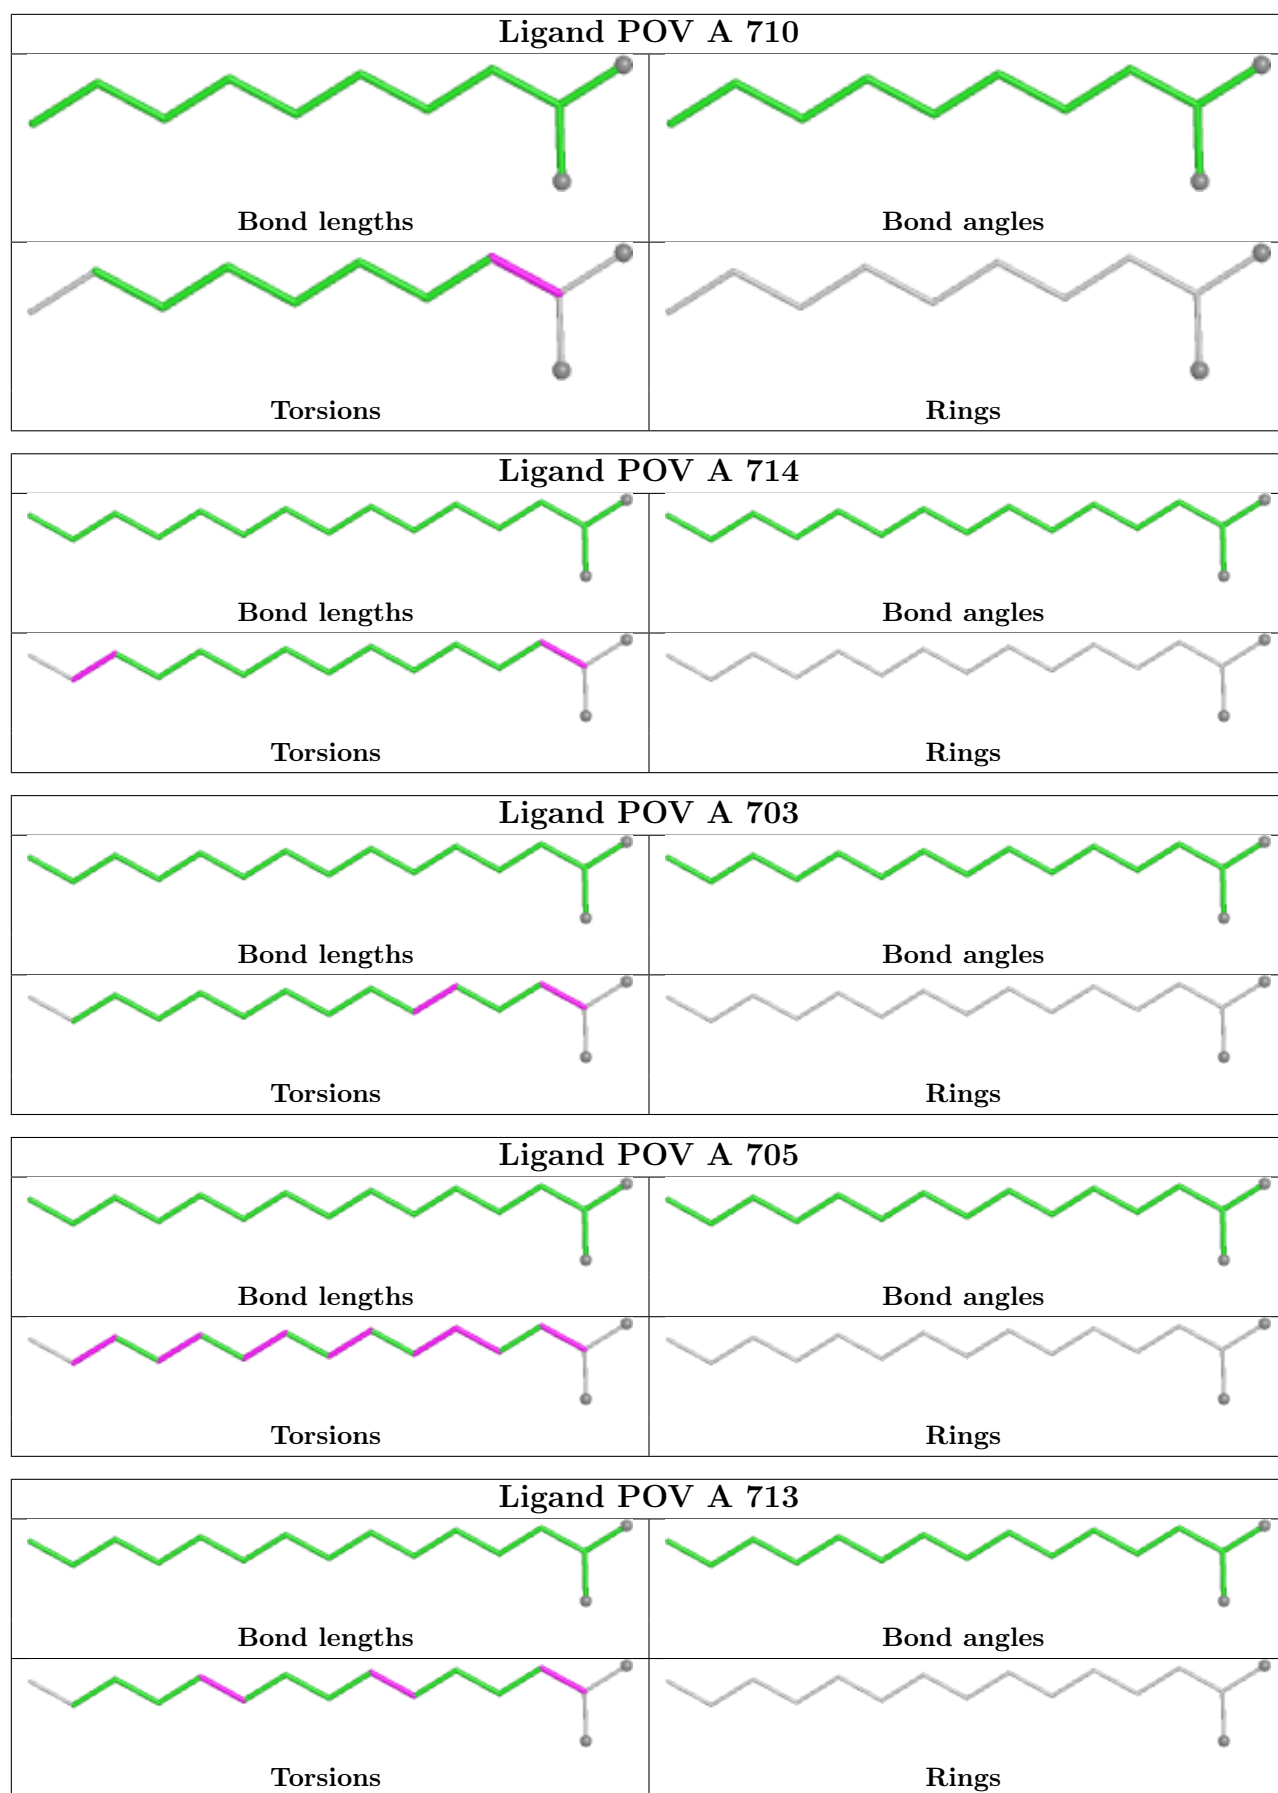 Ligand POV A 710
Bond lengths
Bond angles
Torsions
Rings
Ligand POV A 714
Bond lengths
Bond angles
Torsions
Rings
Ligand POV A 703
Bond lengths
Bond angles
Torsions
Rings
Ligand POV A 705
Bond lengths
Bond angles
Torsions
Rings
Ligand POV A 713
Bond lengths
Bond angles
Torsions
Rings